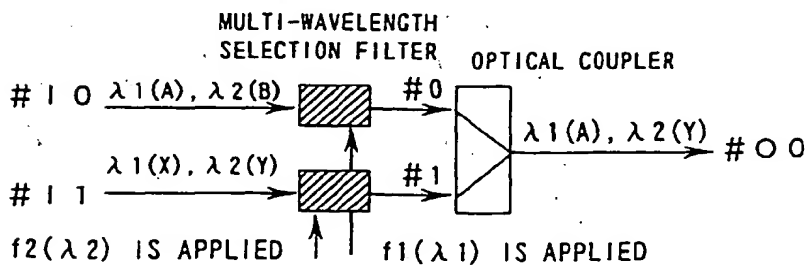 MULTI-WAVELENGTH
SELECTION FILTER
OPTICAL COUPLER
#10
λ1(A), λ2(B)
#0
λ1(A), λ2(Y)
#00
#11
λ1(X), λ2(Y)
#1
f2(λ2) IS APPLIED
f1(λ1) IS APPLIED